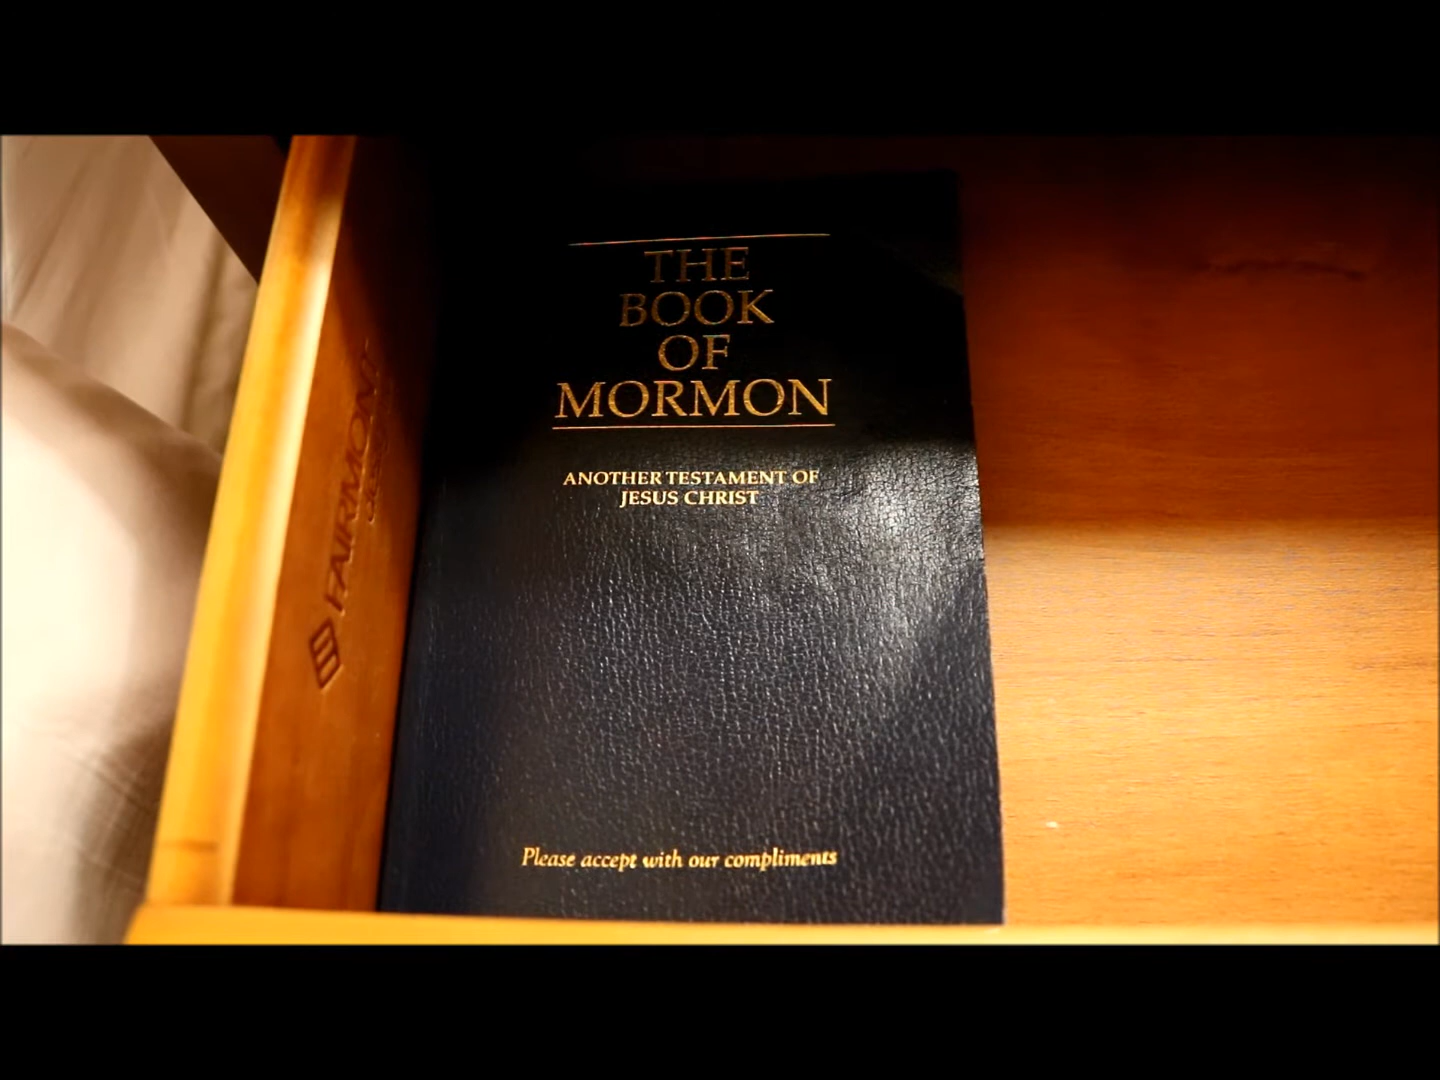 THE
BOOK
OF
MORMON
ANOTHER TESTAMENT OF
JESUS CHRIST
Please accept with our compliments
FAIRMONT